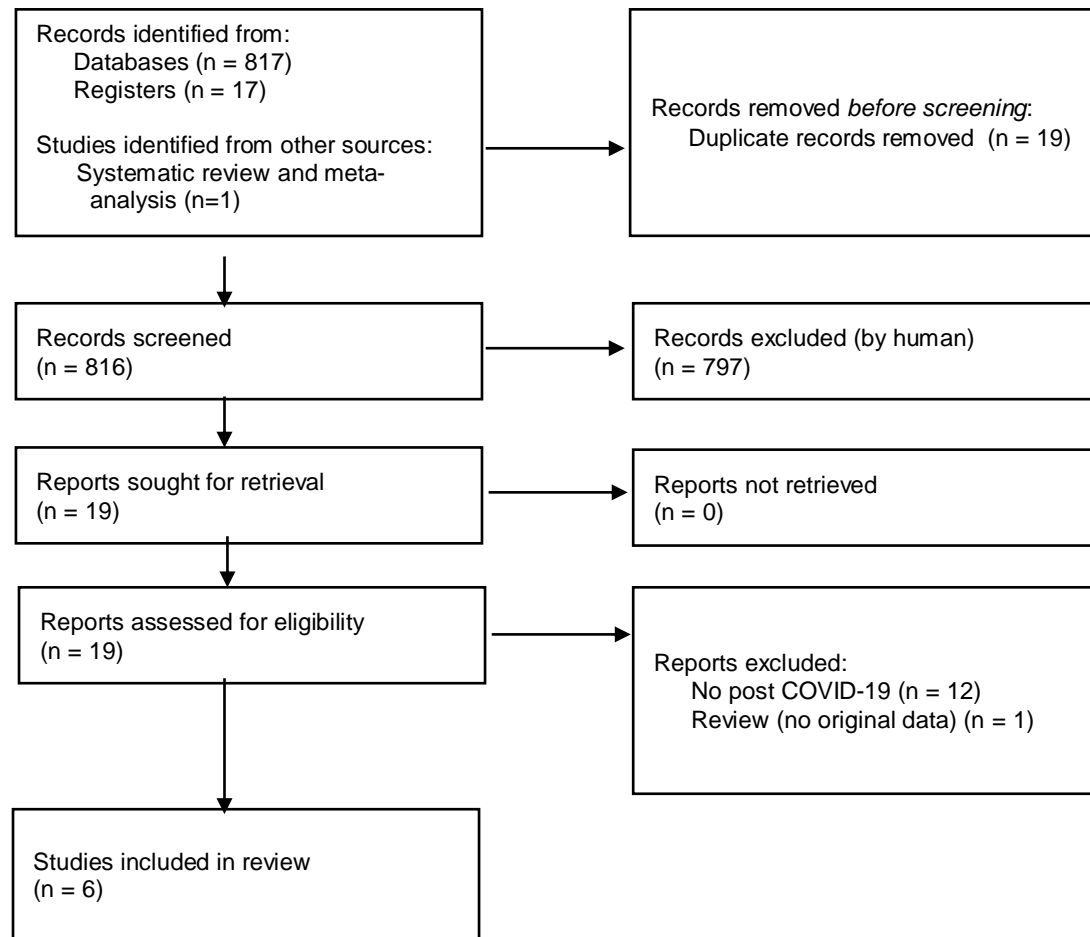 Records identified from:
Databases (n = 817)
Registers (n = 17)
Studies identified from other sources:
Systematic review and meta-
analysis (n=1)
Records removed before screening:
Duplicate records removed (n = 19)
Records screened
(n = 816)
Records excluded (by human)
(n = 797)
Reports sought for retrieval
(n = 19)
Reports not retrieved
(n = 0)
Reports assessed for eligibility
(n = 19)
Reports excluded:
No post COVID-19 (n = 12)
Review (no original data) (n = 1)
Studies included in review
(n = 6)